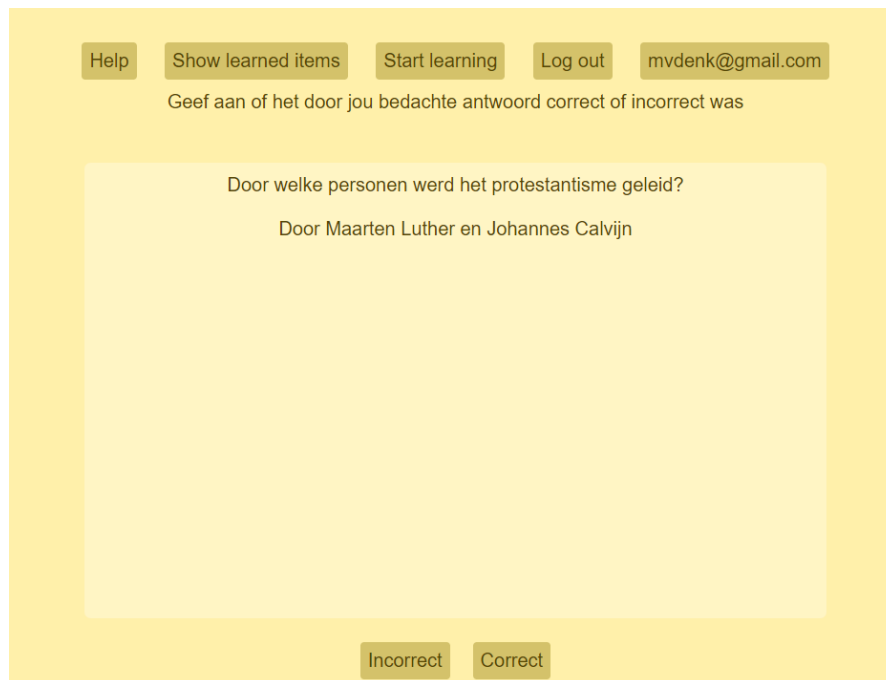 Help Show learned items Start learning Log out mvdenk@gmail.com
Geef aan of het door jou bedachte antwoord correct of incorrect was
Door welke personen werd het protestantisme geleid?
Door Maarten Luther en Johannes Calvijn
Incorrect Correct